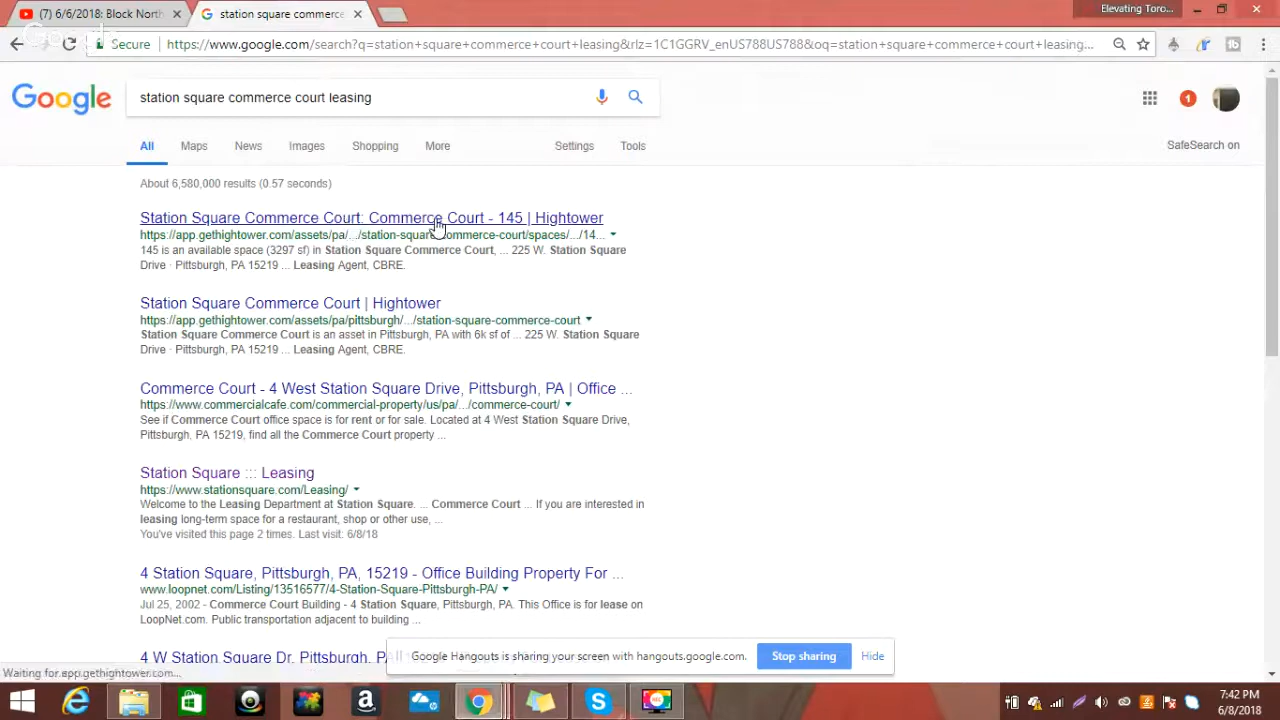 (7) 6/6/2018: Block North
station square commerce
Elevating Toro...
Secure
https://www.google.com/search?q=station+square+commerce+court+leasing&rlz=1C1GGRV_enUS788US788&oq=station+square+commerce+court+leasing...
Google
station square commerce court leasing
1
All
Maps
News
Images
Shopping
More
Settings
Tools
SafeSearch on
About 6,580,000 results (0.57 seconds)
Station Square Commerce Court: Commerce Court - 145 | Hightower
https://app.gethightower.com/assets/pa/.../station-square-commerce-court/spaces/.../14...
145 is an available space (3297 sf) in Station Square Commerce Court, ... 225 W. Station Square
Drive · Pittsburgh, PA 15219 ... Leasing Agent, CBRE.
Station Square Commerce Court | Hightower
https://app.gethightower.com/assets/pa/pittsburgh/.../station-square-commerce-court
Station Square Commerce Court is an asset in Pittsburgh, PA with 6k sf of ... 225 W. Station Square
Drive · Pittsburgh, PA 15219 ... Leasing Agent, CBRE.
Commerce Court - 4 West Station Square Drive, Pittsburgh, PA | Office ...
https://www.commercialcafe.com/commercial-property/us/pa/.../commerce-court/
See if Commerce Court office space is for rent or for sale. Located at 4 West Station Square Drive,
Pittsburgh, PA 15219, find all the Commerce Court property ...
Station Square ::: Leasing
https://www.stationsquare.com/Leasing/
Welcome to the Leasing Department at Station Square. ... Commerce Court ... If you are interested in
leasing long-term space for a restaurant, shop or other use, ...
You've visited this page 2 times. Last visit: 6/8/18
4 Station Square, Pittsburgh, PA, 15219 - Office Building Property For ...
www.loopnet.com/Listing/13516577/4-Station-Square-Pittsburgh-PA/
Jul 25, 2002 - Commerce Court Building - 4 Station Square, Pittsburgh, PA. This Office is for lease on
LoopNet.com. Public transportation adjacent to building ...
4 W Station Square Dr, Pittsburgh, PA
Google Hangouts is sharing your screen with hangouts.google.com.
Stop sharing
Hide
Waiting for app.gethightower.com...
7:42 PM
6/8/2018